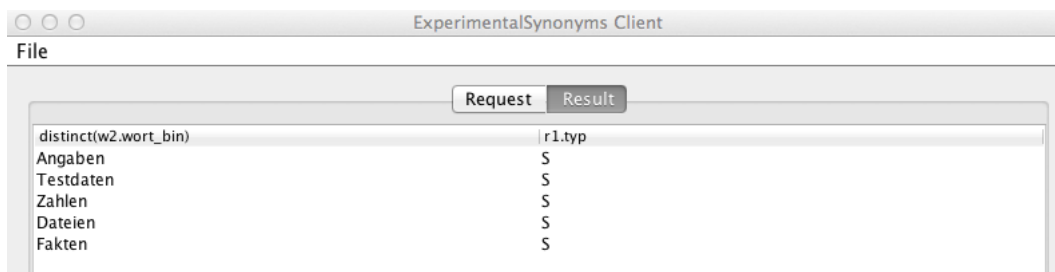 ExperimentalSynonyms Client
File
Request Result
distinct(w2.wort_bin) r1.typ
Angaben S
Testdaten S
Zahlen S
Dateien S
Fakten S